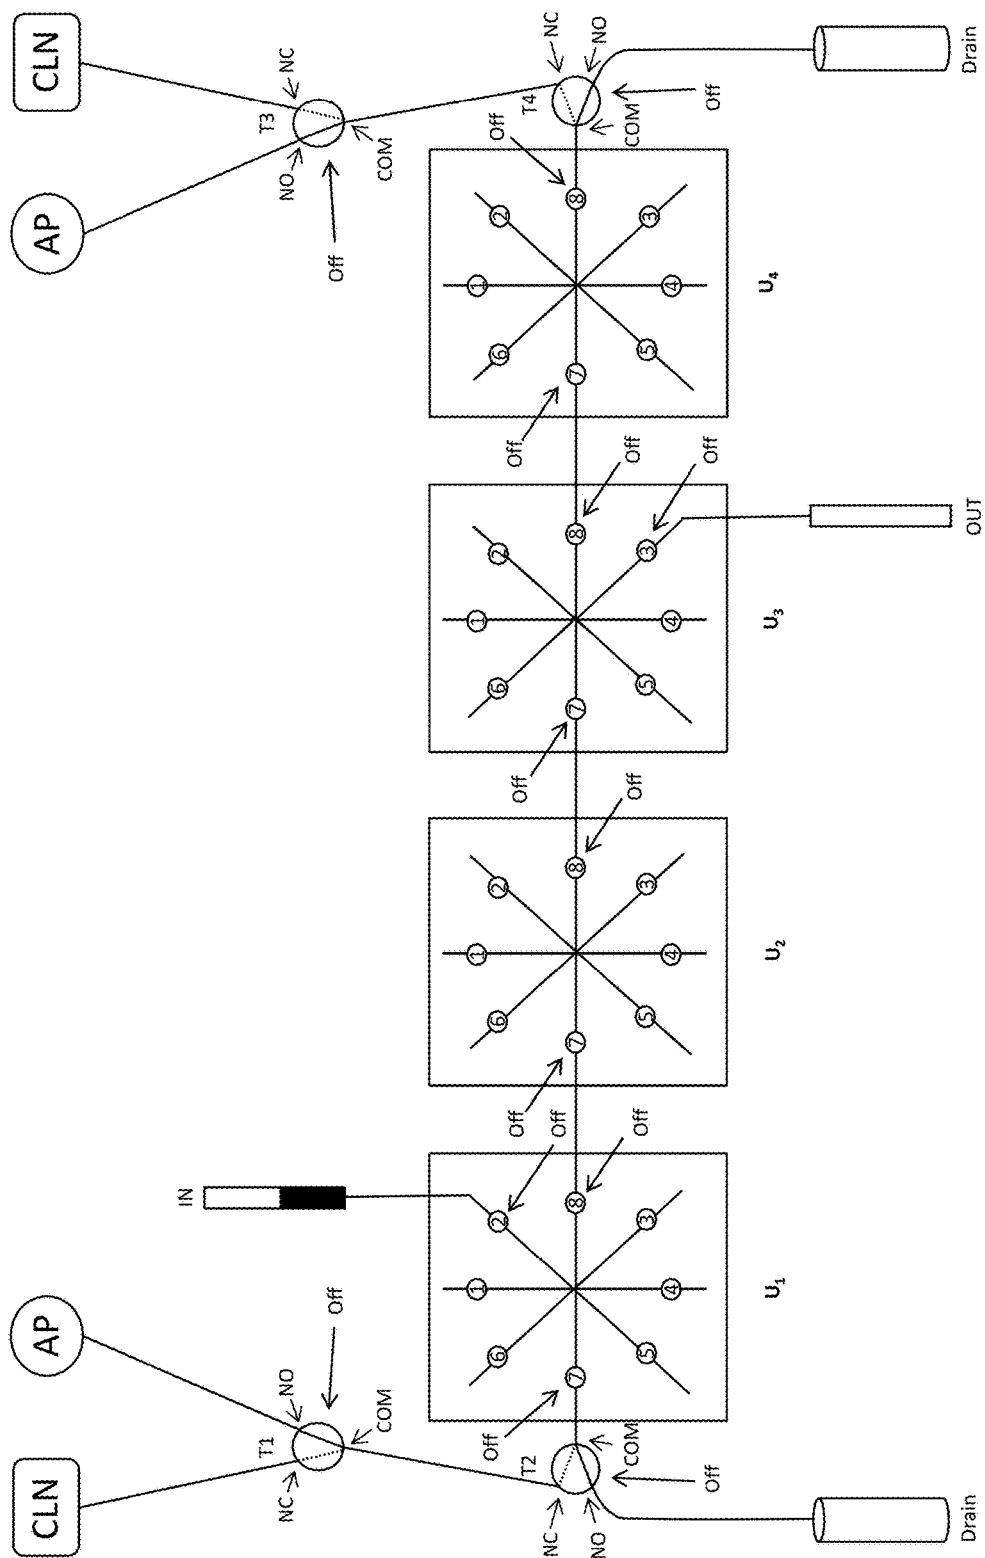 CLN AP AP CLN
IN
T1 T3
NC NO NO NC
Off Off
COM COM
1 1 1 1
Off Off
6 2 6 2 6 2 6 2
Off Off Off Off
T2 T4
NC NC
7 8 7 8 7 8 7 8
NO NO
COM COM
Off Off Off
5 3 5 3 5 3 5 3
4 4 4 4
Off Off Off
U1 U2 U3 U4
Drain OUT Drain